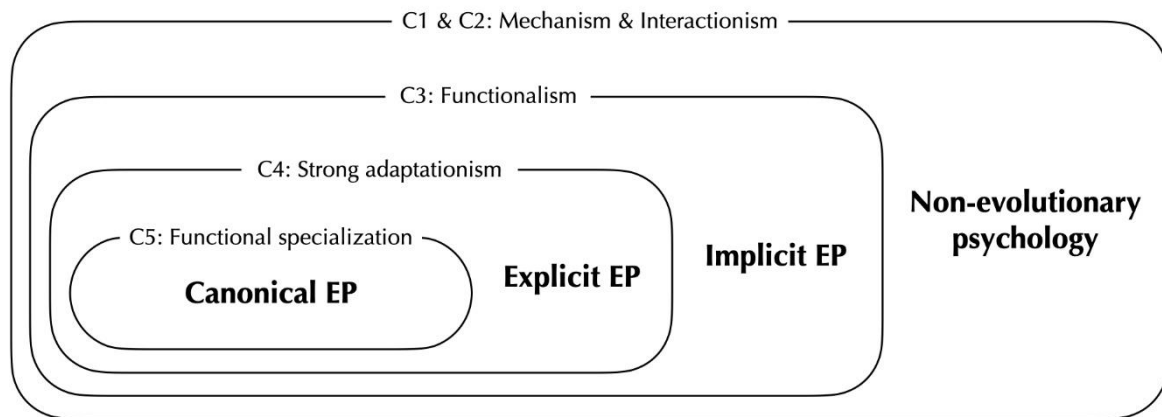 C1 & C2: Mechanism & Interactionism
C3: Functionalism
C4: Strong adaptationism
C5: Functional specialization
Canonical EP
Explicit EP
Implicit EP
Non-evolutionary
psychology